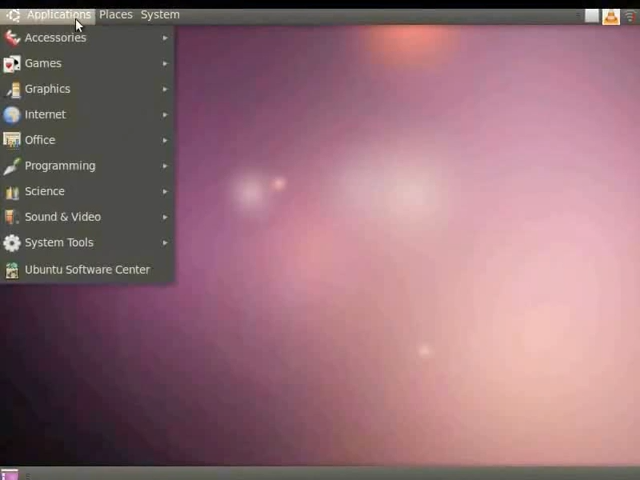 Applications Places System
Accessories
Games
Graphics
Internet
Office
Programming
Science
Sound & Video
System Tools
Ubuntu Software Center